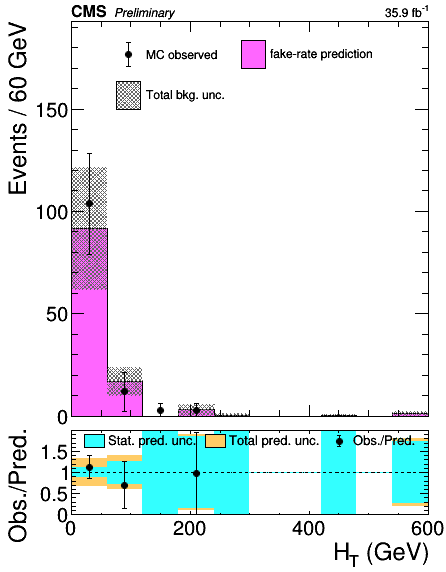 CMS Preliminary 35.9 fb⁻¹
MC observed fake-rate prediction
Total bkg. unc.
Events / 60 GeV
150
100
50
0
Stat. pred. unc. Total pred. unc. Obs./Pred.
Obs./Pred.
1.5
1
0.5
0
0 200 400 600
H_T (GeV)